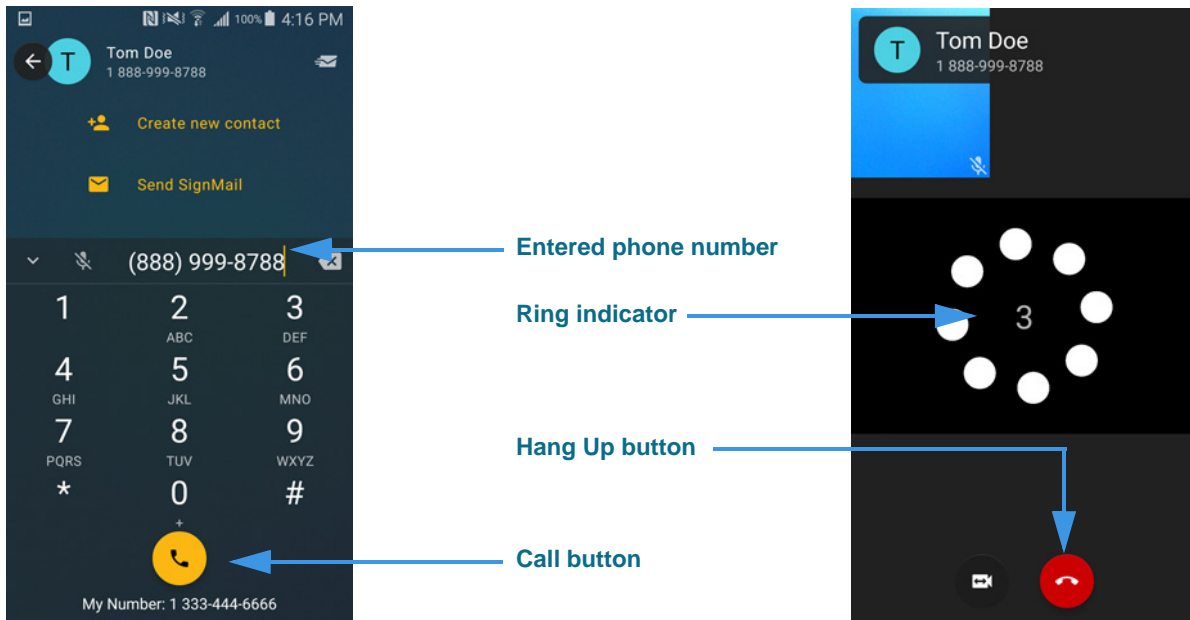 100% 4:16 PM
Tom Doe
1 888-999-8788
Create new contact
Send SignMail
(888) 999-8788
1 2 3
ABC DEF
4 5 6
GHI JKL MNO
7 8 9
PQRS TUV WXYZ
* 0 #
+
My Number: 1 333-444-6666
Entered phone number
Ring indicator
Hang Up button
Call button
T Tom Doe
1 888-999-8788
3
T